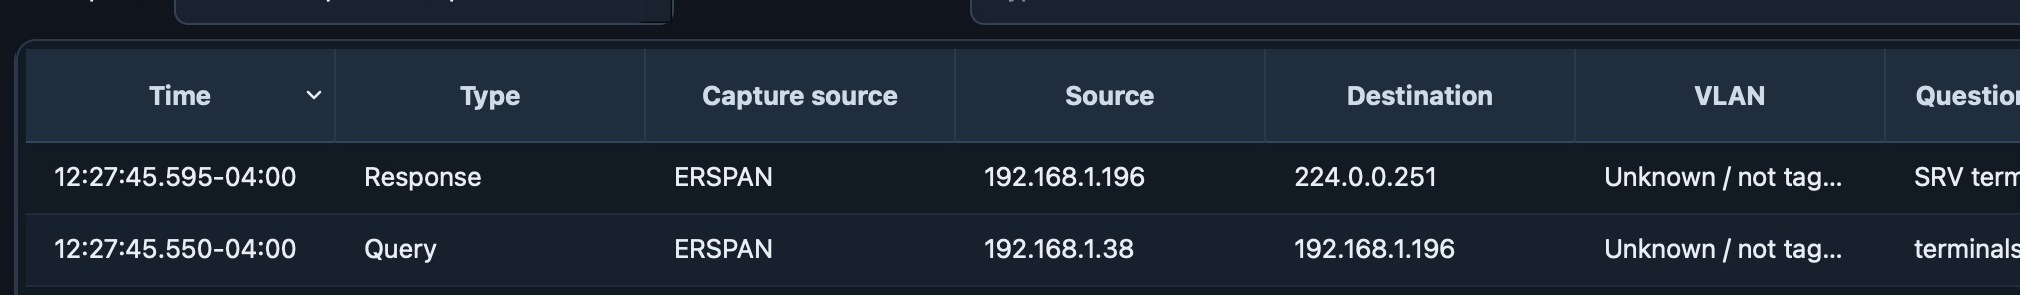 Time Type Capture source Source Destination VLAN
12:27:45.595-04:00 Response ERSPAN 192.168.1.196 224.0.0.251 Unknown / not tag... SRV
12:27:45.550-04:00 Query ERSPAN 192.168.1.38 192.168.1.196 Unknown / not tag...